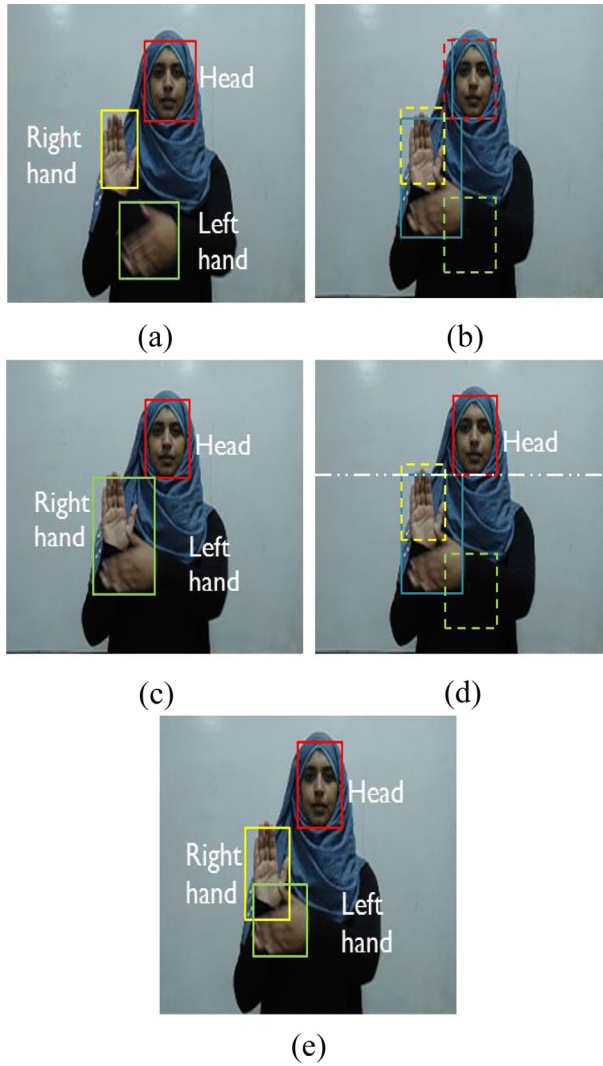 Head
Right
hand
Left
hand
(a)
(b)
Head
Right
hand
Left
hand
(c)
Head
(d)
Head
Right
hand
Left
hand
(e)